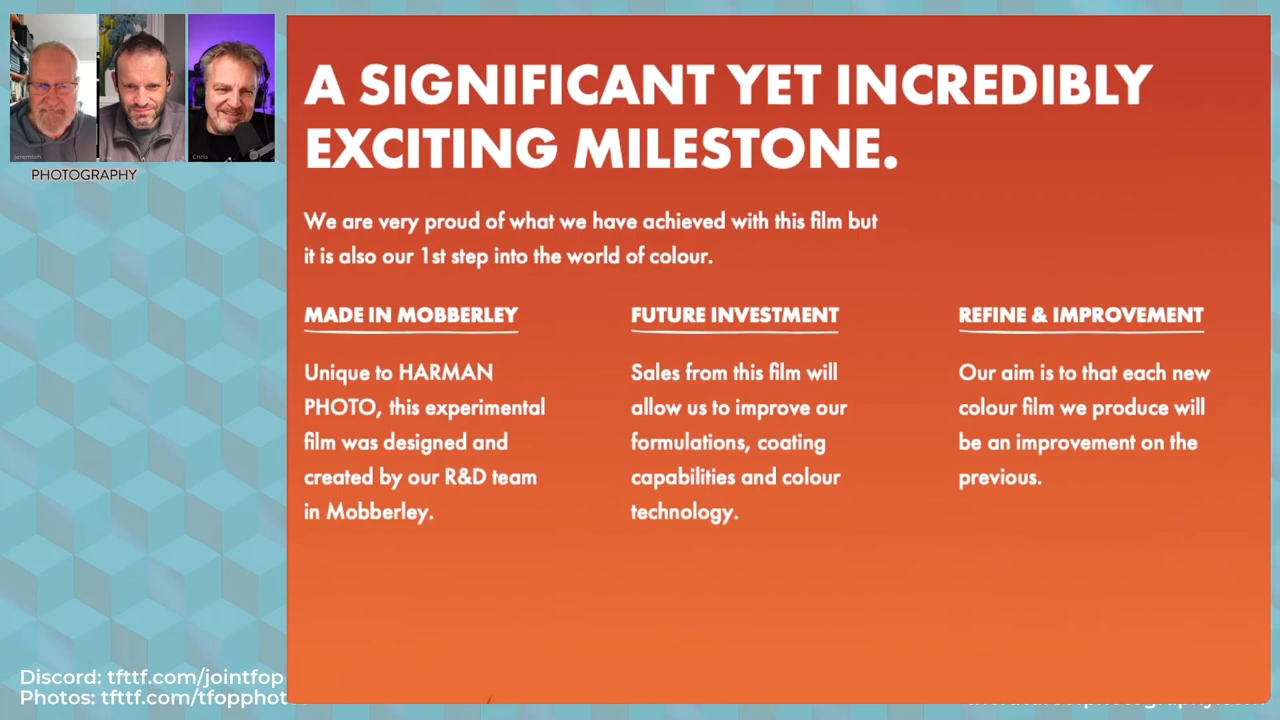 Jeremiah
Chris
PHOTOGRAPHY
A SIGNIFICANT YET INCREDIBLY
EXCITING MILESTONE.
We are very proud of what we have achieved with this film but
it is also our 1st step into the world of colour.
MADE IN MOBBERLEY
Unique to HARMAN
PHOTO, this experimental
film was designed and
created by our R&D team
in Mobberley.
FUTURE INVESTMENT
Sales from this film will
allow us to improve our
formulations, coating
capabilities and colour
technology.
REFINE & IMPROVEMENT
Our aim is to that each new
colour film we produce will
be an improvement on the
previous.
Discord: tfttf.com/jointfop
Photos: tfttf.com/tfopphot